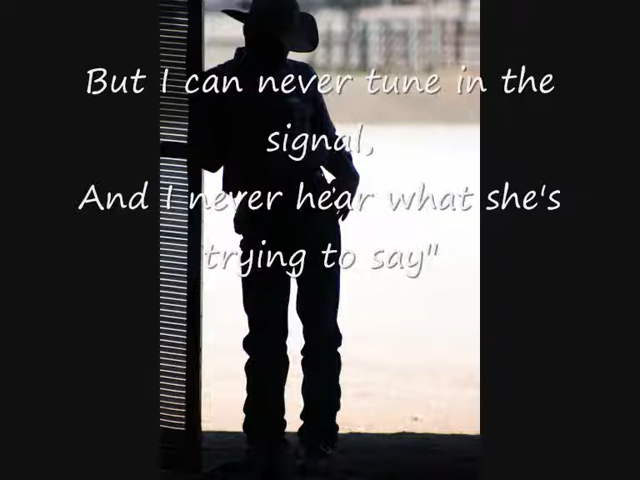 But I can never tune in the
signal,
And I never hear what she's
trying to say"